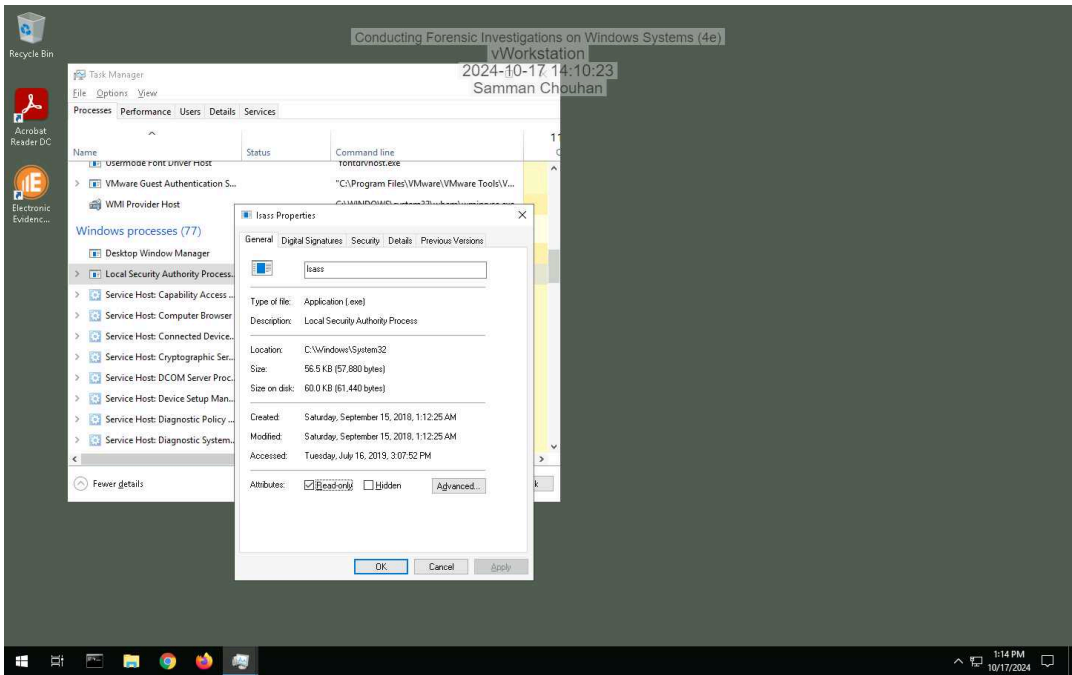 Recycle Bin
Acrobat
Reader DC
Electronic
Evidenc...
Conducting Forensic Investigations on Windows Systems (4e)
vWorkstation
2024-10-17 14:10:23
Samman Chouhan
Task Manager
File Options View
Processes Performance Users Details Services
11
Name Status Command line
Usermode Font Driver Host fontdrvhost.exe
VMware Guest Authentication S... "C:\Program Files\VMware\VMware Tools\V...
WMI Provider Host
Windows processes (77)
Desktop Window Manager
Local Security Authority Process...
Service Host: Capability Access ...
Service Host: Computer Browser
Service Host: Connected Device...
Service Host: Cryptographic Ser...
Service Host: DCOM Server Proc...
Service Host: Device Setup Man...
Service Host: Diagnostic Policy ...
Service Host: Diagnostic System...
Fewer details
lsass Properties
General Digital Signatures Security Details Previous Versions
lsass
Type of file: Application (.exe)
Description: Local Security Authority Process
Location: C:\Windows\System32
Size: 56.5 KB (57,880 bytes)
Size on disk: 60.0 KB (61,440 bytes)
Created: Saturday, September 15, 2018, 1:12:25 AM
Modified: Saturday, September 15, 2018, 1:12:25 AM
Accessed: Tuesday, July 16, 2019, 3:07:52 PM
Attributes: Read-only Hidden Advanced...
OK Cancel Apply
1:14 PM
10/17/2024